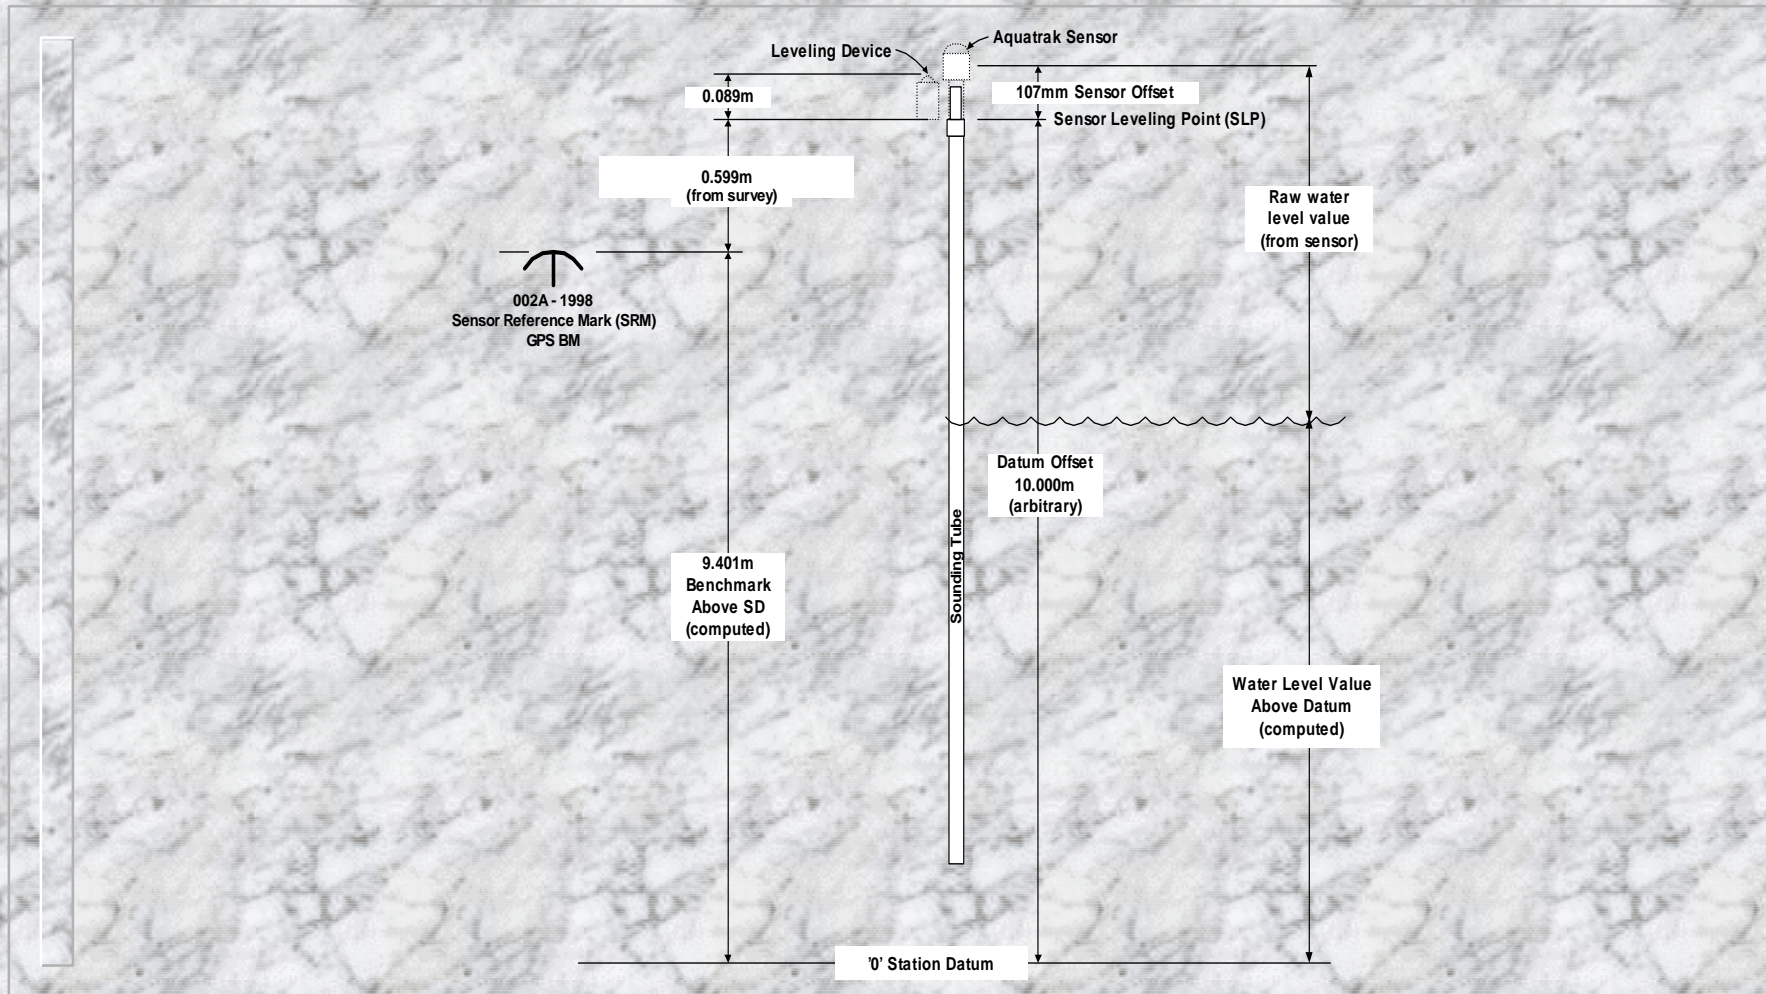 Aquatrak Sensor
Leveling Device
0.089m
107mm Sensor Offset
Sensor Leveling Point (SLP)
0.599m
(from survey)
Raw water
level value
(from sensor)
002A - 1998
Sensor Reference Mark (SRM)
GPS BM
Datum Offset
10.000m
(arbitrary)
Sounding Tube
9.401m
Benchmark
Above SD
(computed)
Water Level Value
Above Datum
(computed)
'0' Station Datum